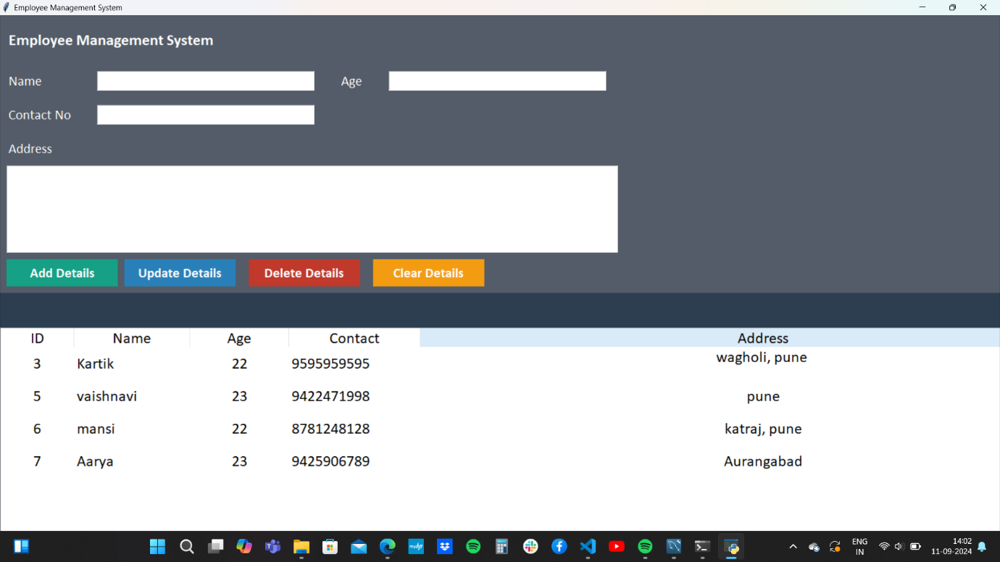 Employee Management System
Employee Management System
Name Age
Contact No
Address
Add Details Update Details Delete Details Clear Details
ID Name Age Contact Address
3 Kartik 22 9595959595 wagholi, pune
5 vaishnavi 23 9422471998 pune
6 mansi 22 8781248128 katraj, pune
7 Aarya 23 9425906789 Aurangabad
mvhp
ENG 14:02
IN 11-09-2024